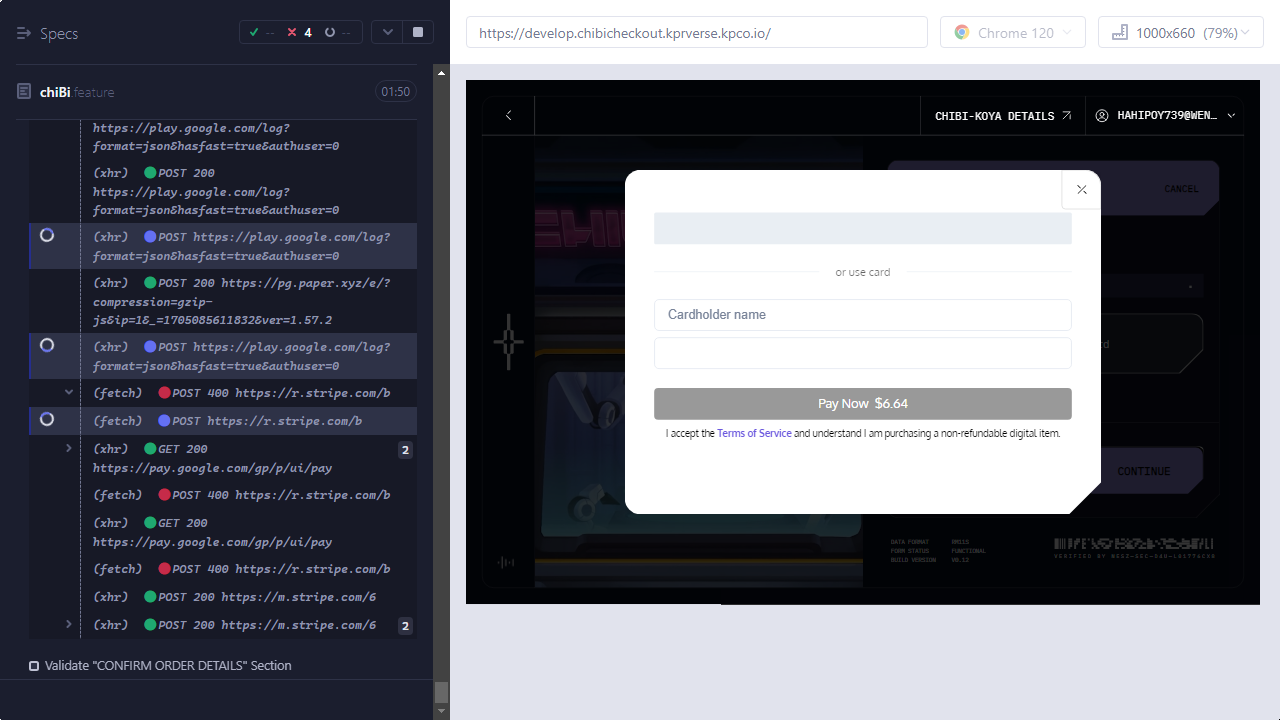 Specs
-- 4 --
chiBi.feature
01:50
https://play.google.com/log?
format=json&hasfast=true&authuser=0
(xhr) POST 200
https://play.google.com/log?
format=json&hasfast=true&authuser=0
(xhr) POST https://play.google.com/log?
format=json&hasfast=true&authuser=0
(xhr) POST 200 https://pg.paper.xyz/e/?
compression=gzip-
js&ip=1&_=1705085611832&ver=1.57.2
(xhr) POST https://play.google.com/log?
format=json&hasfast=true&authuser=0
(fetch) POST 400 https://r.stripe.com/b
(fetch) POST https://r.stripe.com/b
(xhr) GET 200 2
https://pay.google.com/gp/p/ui/pay
(fetch) POST 400 https://r.stripe.com/b
(xhr) GET 200
https://pay.google.com/gp/p/ui/pay
(fetch) POST 400 https://r.stripe.com/b
(xhr) POST 200 https://m.stripe.com/6
(xhr) POST 200 https://m.stripe.com/6 2
Validate "CONFIRM ORDER DETAILS" Section
https://develop.chibicheckout.kprverse.kpco.io/
Chrome 120
1000x660 (79%)
CHIBI-KOYA DETAILS
HAHIPOY739@WEN…
CANCEL
or use card
Cardholder name
Pay Now $6.64
I accept the Terms of Service and understand I am purchasing a non-refundable digital item.
CONTINUE
DATA FORMAT
FORM STATUS FUNCTIONAL
BUILD VERSION V0.12